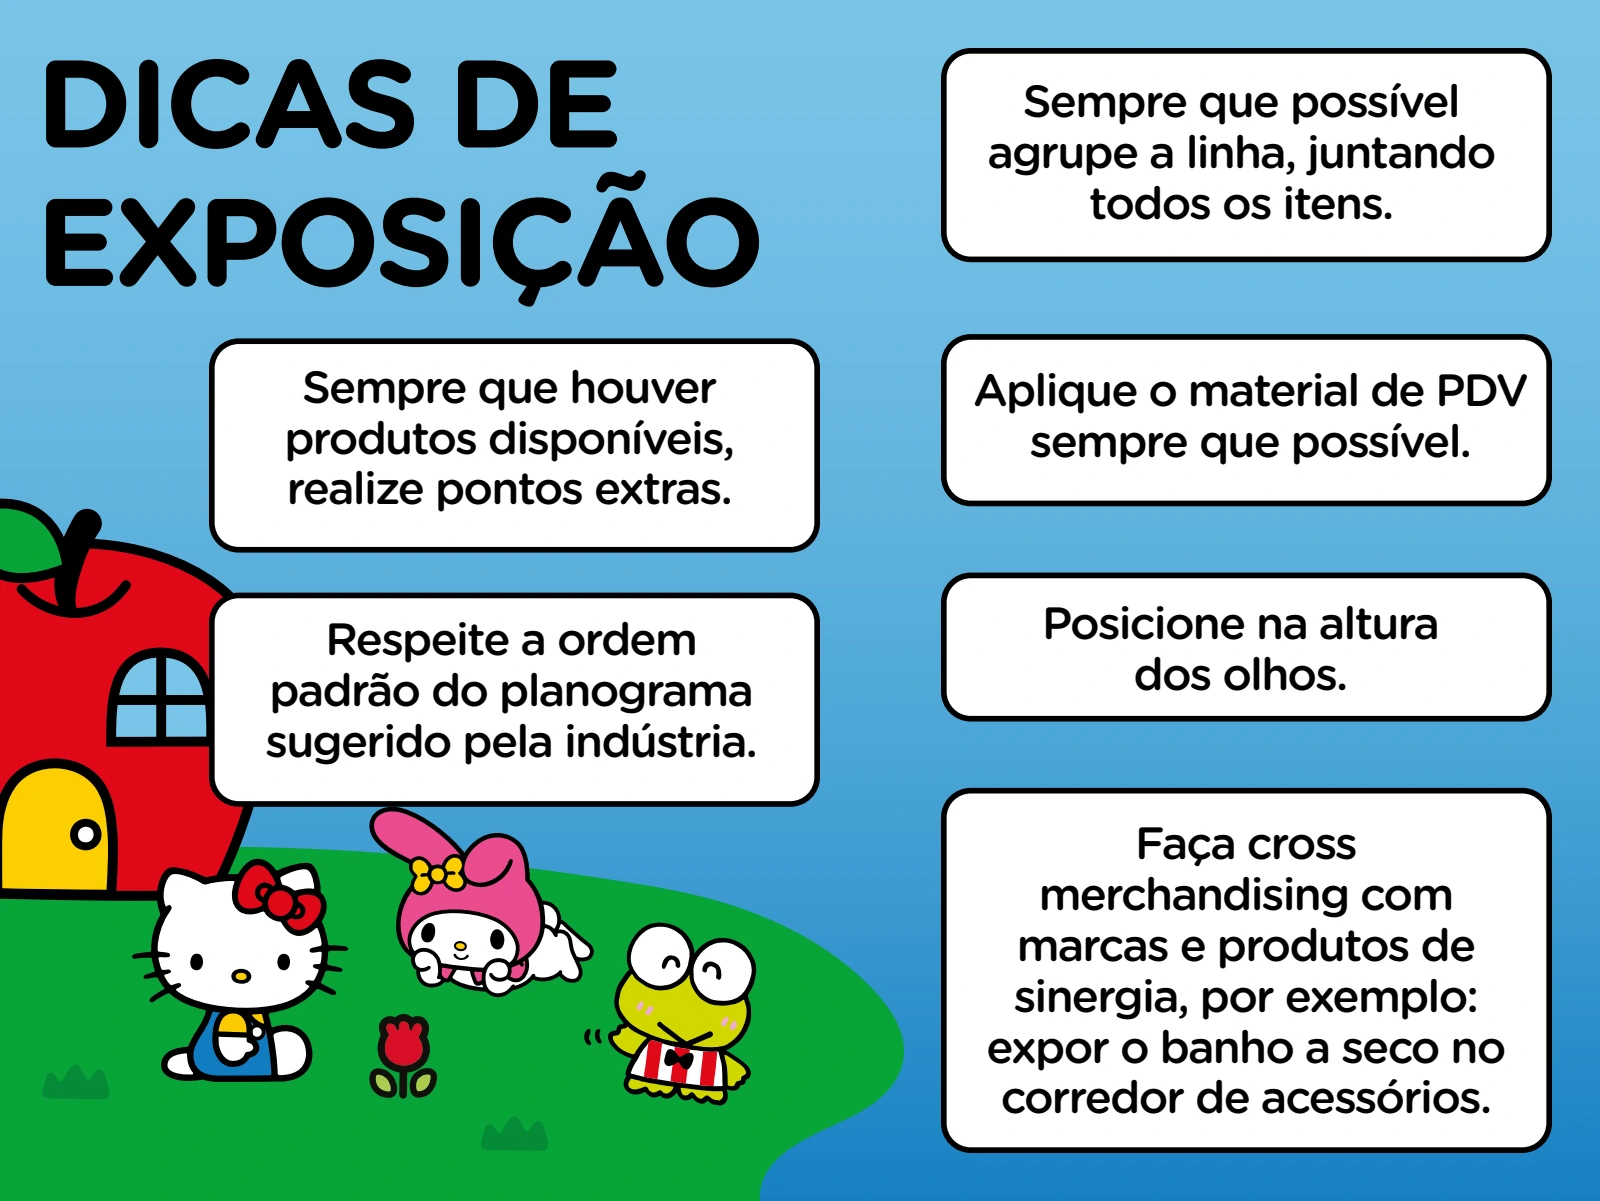 DICAS DE
EXPOSIÇÃO
Sempre que houver
produtos disponíveis,
realize pontos extras.
Respeite a ordem
padrão do planograma
sugerido pela indústria.
Sempre que possível
agrupe a linha, juntando
todos os itens.
Aplique o material de PDV
sempre que possível.
Posicione na altura
dos olhos.
Faça cross
merchandising com
marcas e produtos de
sinergia, por exemplo:
expor o banho a seco no
corredor de acessórios.